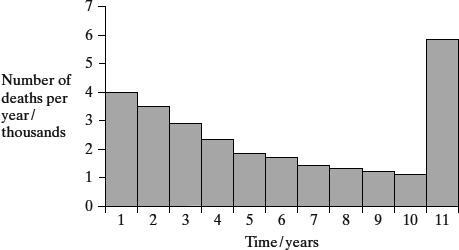 7
6
5
4
3
2
1
0
Number of
deaths per
year/
thousands
1 2 3 4 5 6 7 8 9 10 11
Time/years